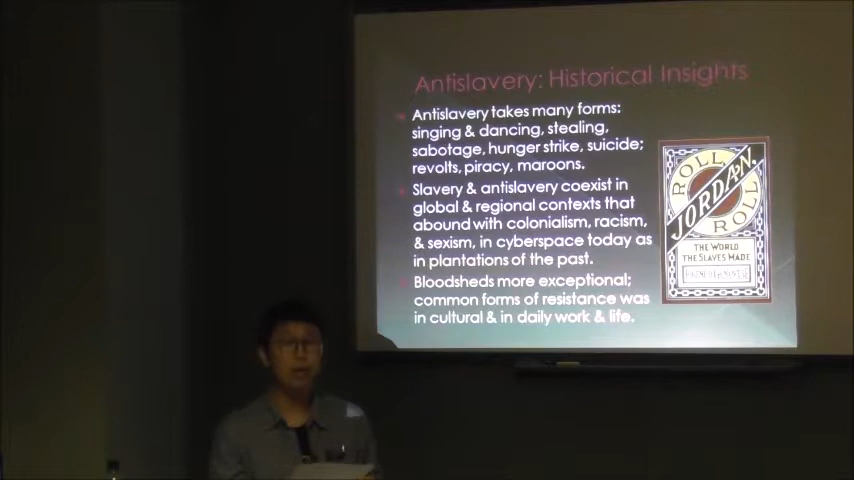 Antislavery: Historical Insights
Antislavery takes many forms:
singing & dancing, stealing,
sabotage, hunger strike, suicide;
revolts, piracy, maroons.
Slavery & antislavery coexist in
global & regional contexts that
abound with colonialism, racism,
& sexism, in cyberspace today as
in plantations of the past.
Bloodsheds more exceptional;
common forms of resistance was
in cultural & in daily work & life.
ROLL
JORDAN,
ROLL
THE WORLD
THE SLAVES MADE